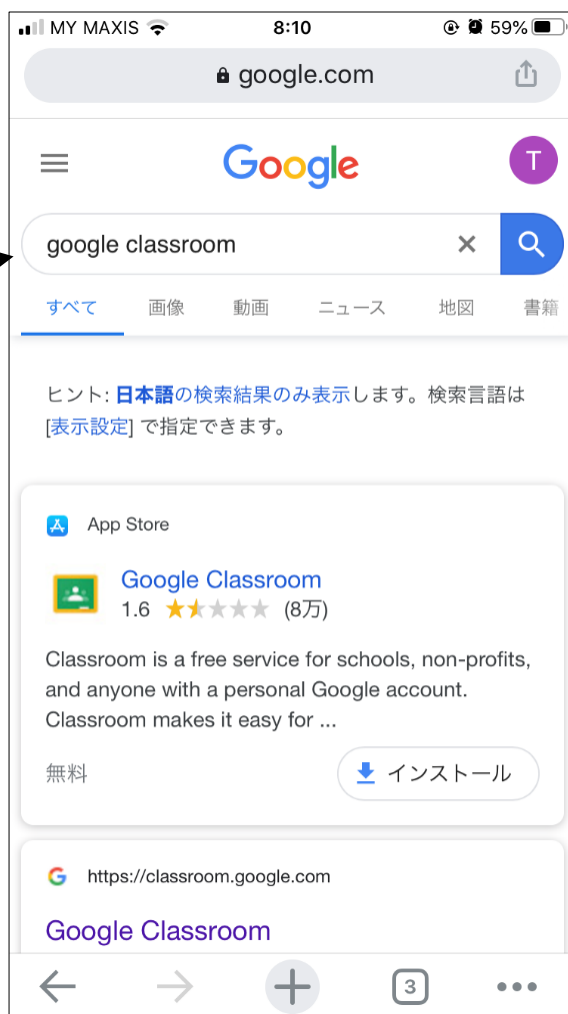 MY MAXIS 8:10 59%
google.com
Google T
google classroom
すべて 画像 動画 ニュース 地図 書籍
ヒント: 日本語の検索結果のみ表示します。検索言語は
[表示設定] で指定できます。
App Store
Google Classroom
1.6 (8万)
Classroom is a free service for schools, non-profits,
and anyone with a personal Google account.
Classroom makes it easy for ...
無料 インストール
https://classroom.google.com
Google Classroom
3